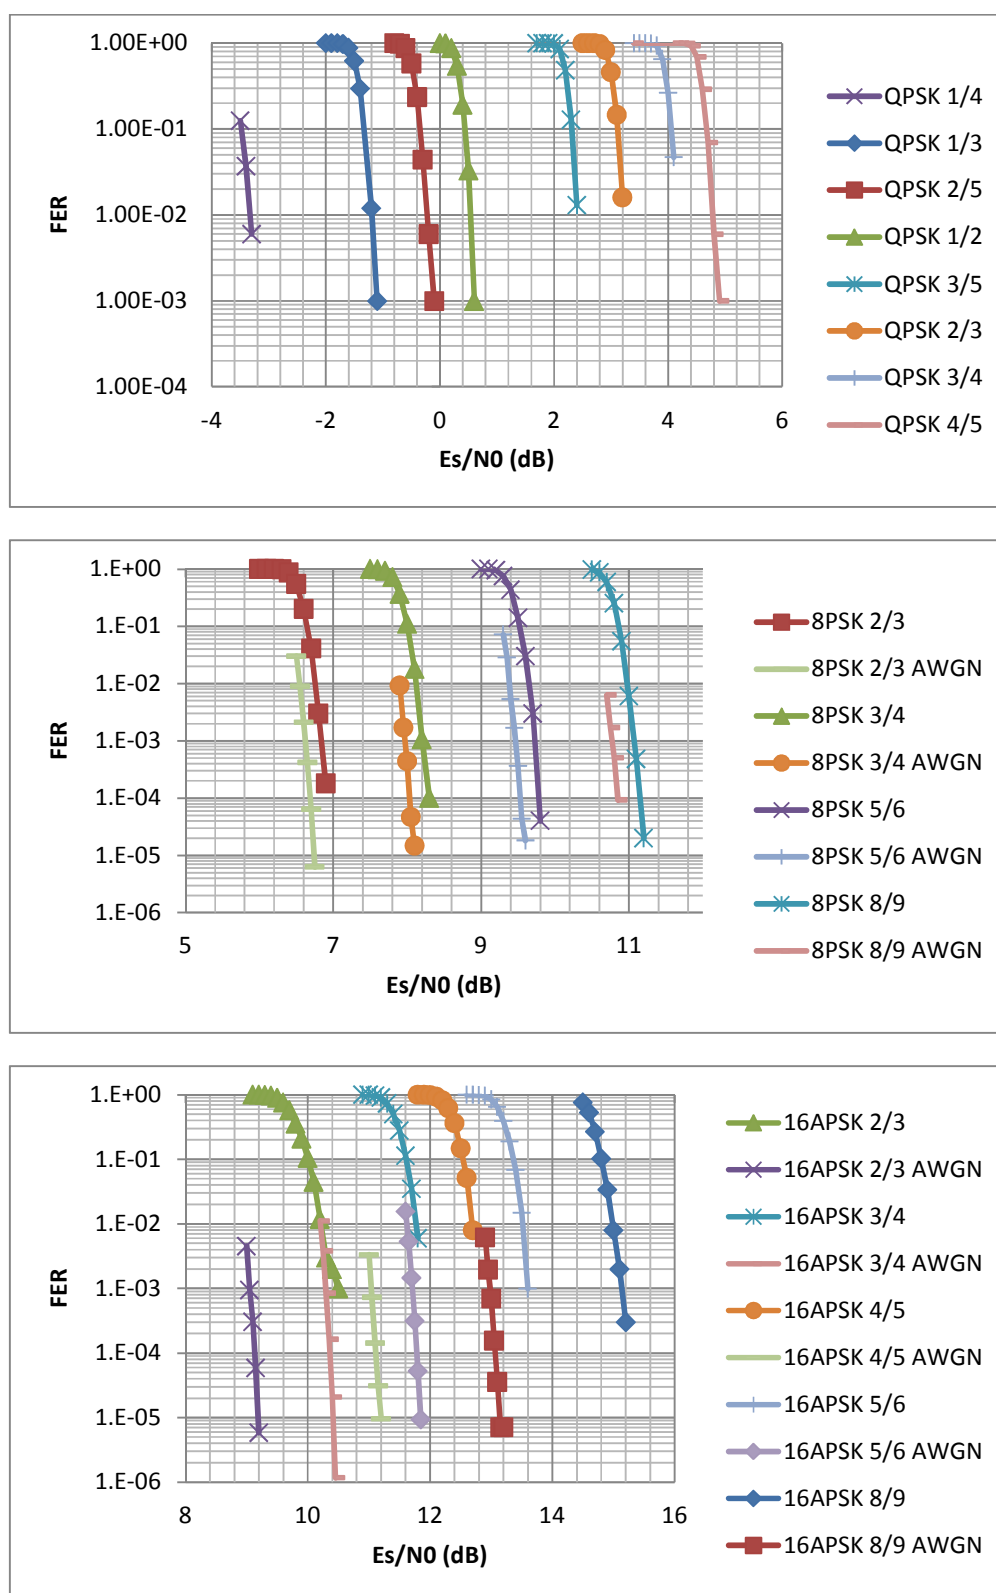 1.00E+00
1.00E-01
1.00E-02
1.00E-03
1.00E-04
FER
-4 -2 0 2 4 6
Es/N0 (dB)
QPSK 1/4
QPSK 1/3
QPSK 2/5
QPSK 1/2
QPSK 3/5
QPSK 2/3
QPSK 3/4
QPSK 4/5
1.E+00
1.E-01
1.E-02
1.E-03
1.E-04
1.E-05
1.E-06
FER
5 7 9 11
Es/N0 (dB)
8PSK 2/3
8PSK 2/3 AWGN
8PSK 3/4
8PSK 3/4 AWGN
8PSK 5/6
8PSK 5/6 AWGN
8PSK 8/9
8PSK 8/9 AWGN
1.E+00
1.E-01
1.E-02
1.E-03
1.E-04
1.E-05
1.E-06
FER
8 10 12 14 16
Es/N0 (dB)
16APSK 2/3
16APSK 2/3 AWGN
16APSK 3/4
16APSK 3/4 AWGN
16APSK 4/5
16APSK 4/5 AWGN
16APSK 5/6
16APSK 5/6 AWGN
16APSK 8/9
16APSK 8/9 AWGN